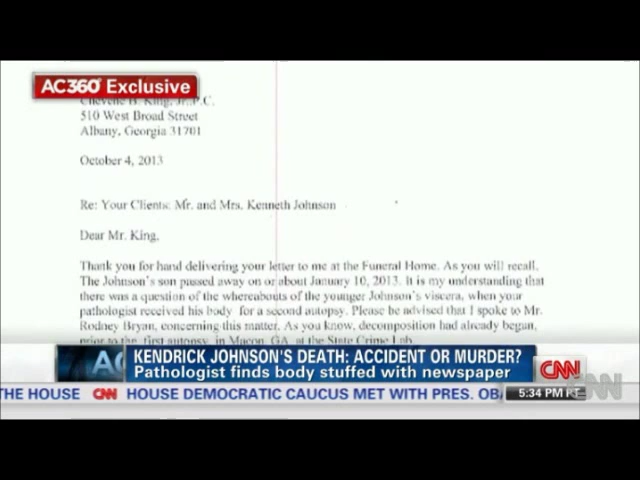 AC360° Exclusive
Chevene B. King, Jr., P.C.
510 West Broad Street
Albany, Georgia 31701
October 4, 2013
Re: Your Clients: Mr. and Mrs. Kenneth Johnson
Dear Mr. King,
Thank you for hand delivering your letter to me at the Funeral Home. As you will recall,
The Johnson's son passed away on or about January 10, 2013. It is my understanding that
there was a question of the whereabouts of the younger Johnson's viscera, when your
pathologist received his body for a second autopsy. Please be advised that I spoke to Mr.
Rodney Bryan, concerning this matter. As you know, decomposition had already begun,
prior to the first autopsy, in Macon, GA, at the State Crime Lab.
AC
KENDRICK JOHNSON'S DEATH: ACCIDENT OR MURDER?
Pathologist finds body stuffed with newspaper
CNN
THE HOUSE CNN HOUSE DEMOCRATIC CAUCUS MET WITH PRES. OBA
5:34 PM PT
CNN